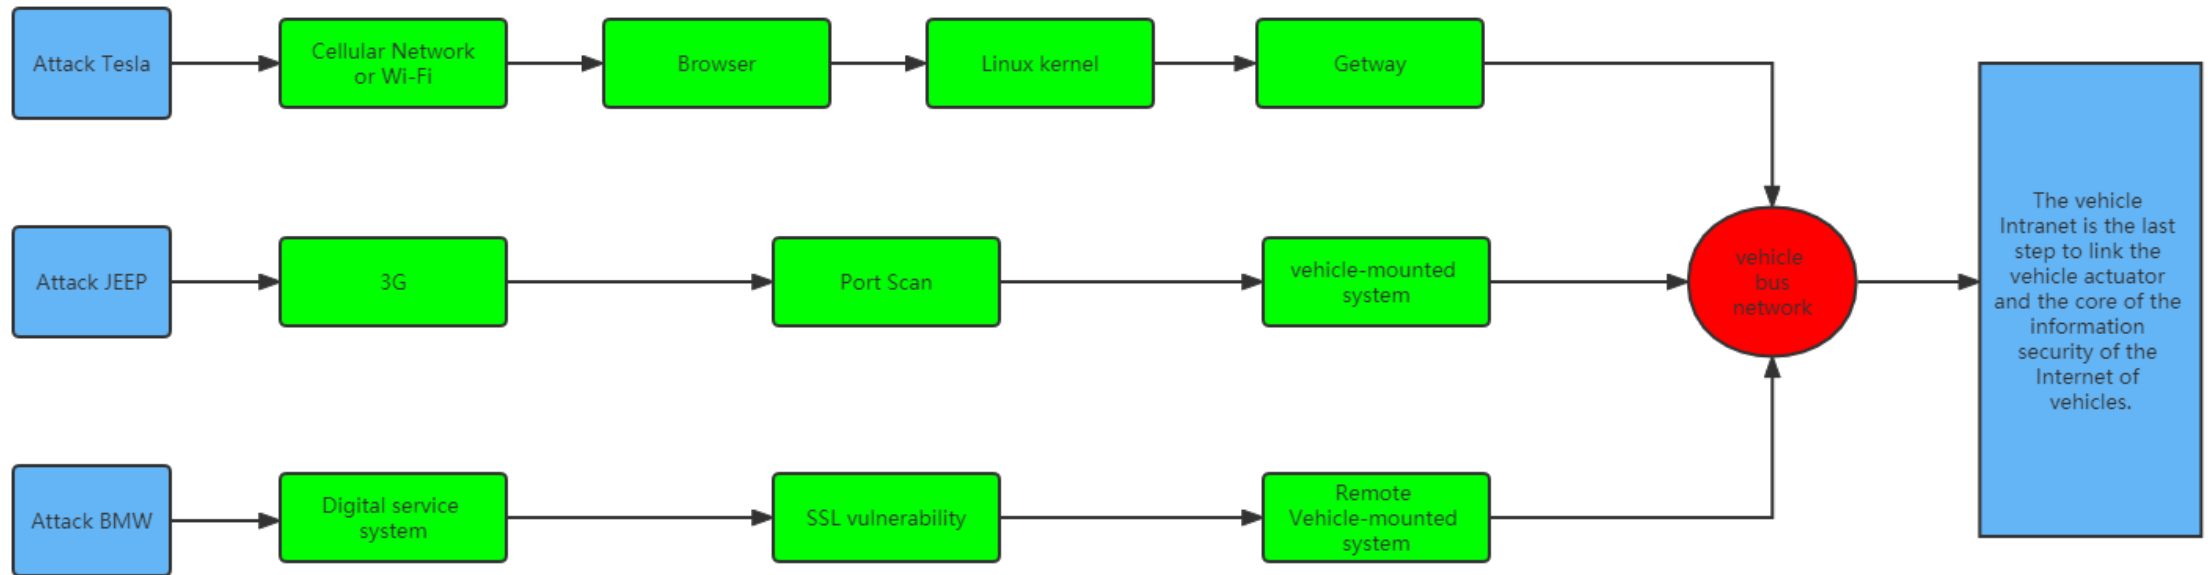 Attack Tesla
Cellular Network
or Wi-Fi
Browser
Linux kernel
Getway
Attack JEEP
3G
Port Scan
vehicle-mounted
system
vehicle
bus
network
The vehicle
Intranet is the last
step to link the
vehicle actuator
and the core of the
information
security of the
Internet of
vehicles.
Attack BMW
Digital service
system
SSL vulnerability
Remote
Vehicle-mounted
system